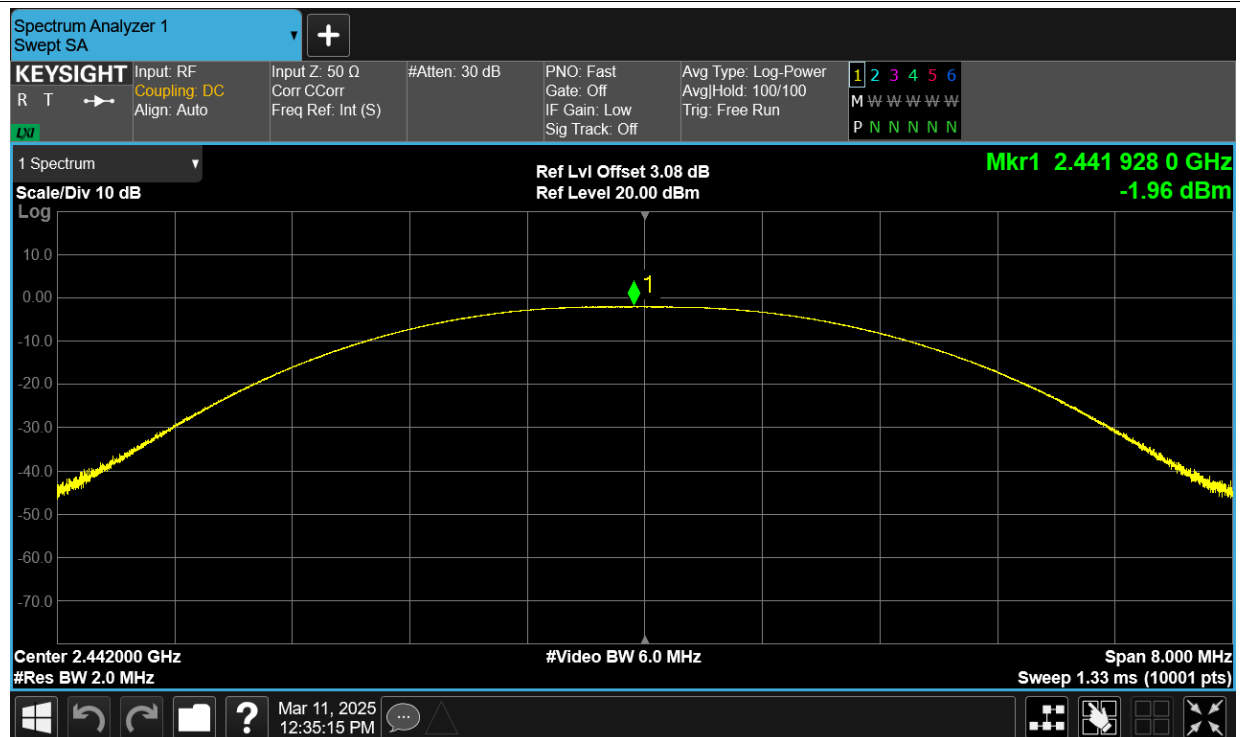 Spectrum Analyzer 1
Swept SA
KEYSIGHT
R T
LXI
Input: RF
Coupling: DC
Align: Auto
Input Z: 50 Ω
Corr CCorr
Freq Ref: Int (S)
#Atten: 30 dB
PNO: Fast
Gate: Off
IF Gain: Low
Sig Track: Off
Avg Type: Log-Power
Avg|Hold: 100/100
Trig: Free Run
1 2 3 4 5 6
M W W W W W
P N N N N N
1 Spectrum
Scale/Div 10 dB
Ref Lvl Offset 3.08 dB
Ref Level 20.00 dBm
Mkr1 2.441 928 0 GHz
-1.96 dBm
Log
10.0
0.00
-10.0
-20.0
-30.0
-40.0
-50.0
-60.0
-70.0
1
Center 2.442000 GHz
#Res BW 2.0 MHz
#Video BW 6.0 MHz
Span 8.000 MHz
Sweep 1.33 ms (10001 pts)
?
Mar 11, 2025
12:35:15 PM